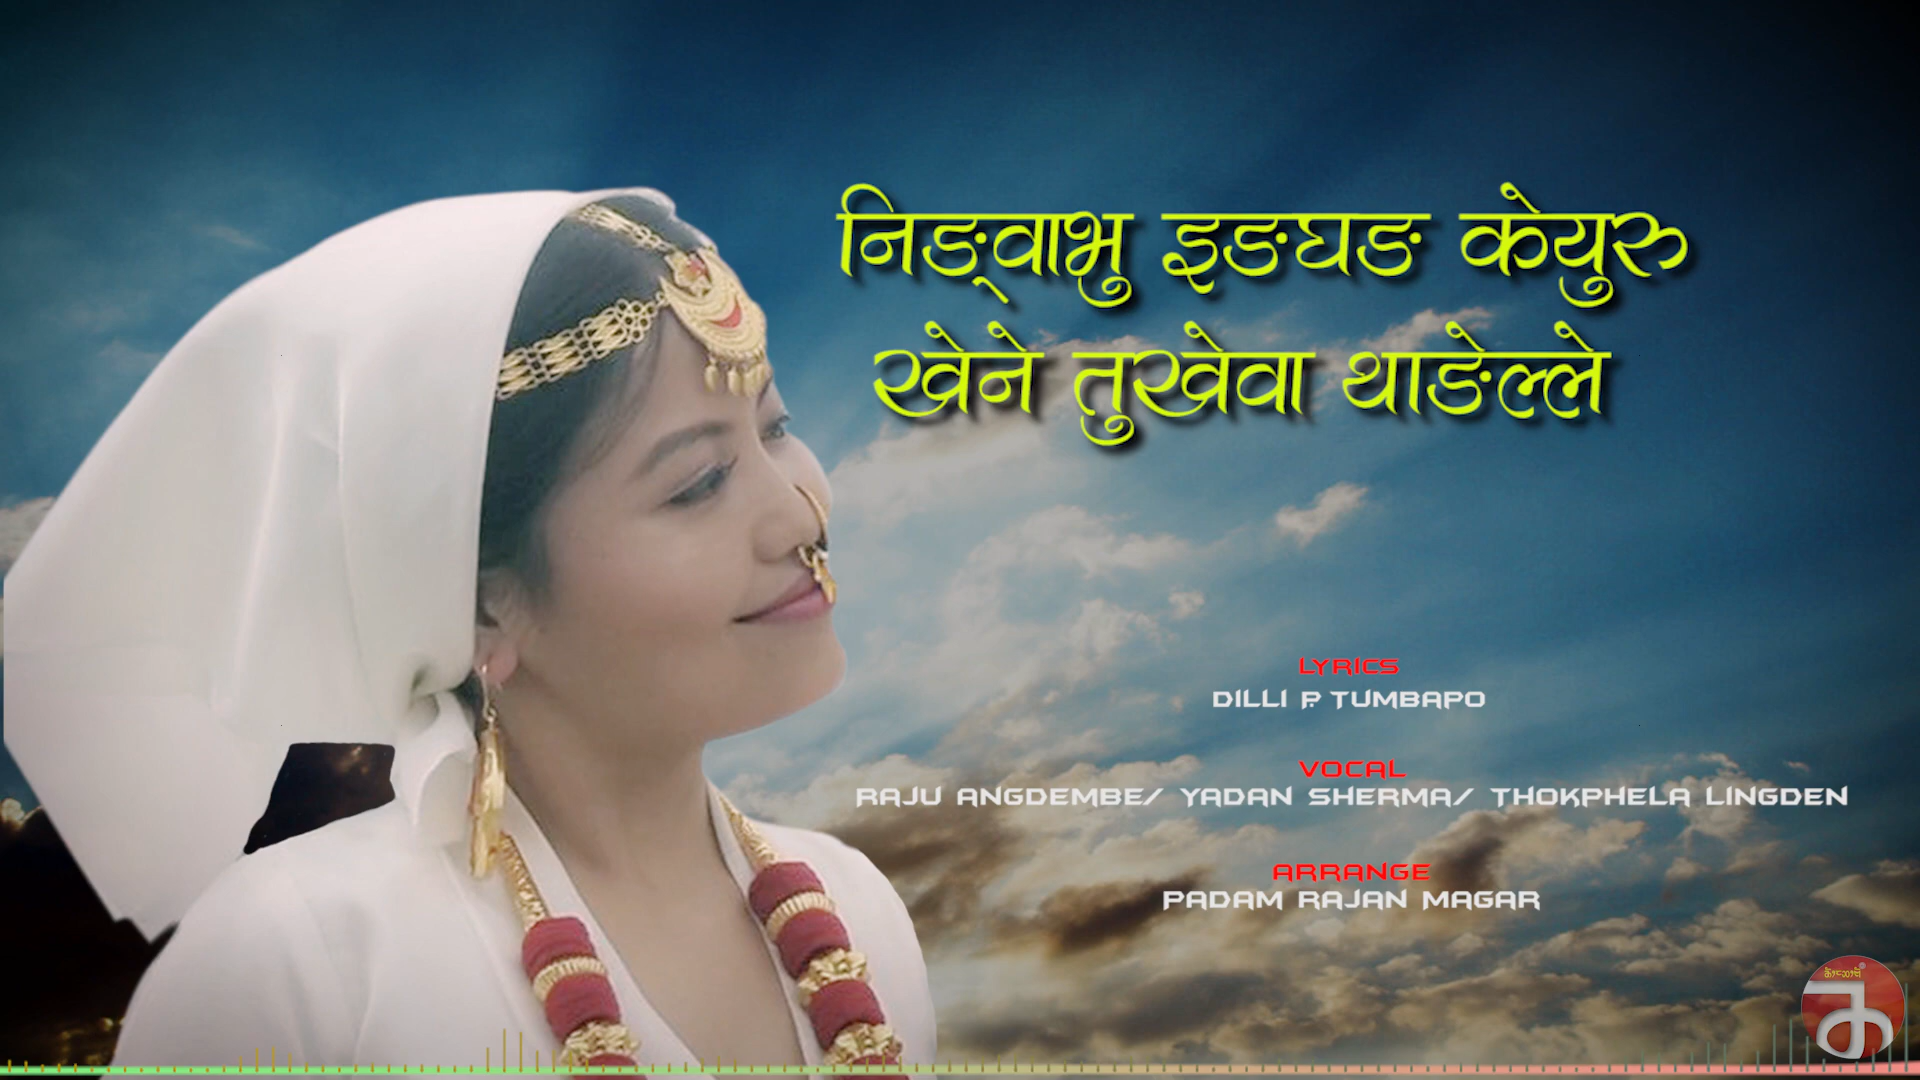 निङ्वाभु इङघङ केयुरु
खेने तुखेवा थाङेल्ले
LYRICS
DILLI P. TUMBAPO
VOCAL
RAJU ANGDEMBE/ YADAN SHERMA/ THOKPHELA LINGDEN
ARRANGE
PADAM RAJAN MAGAR